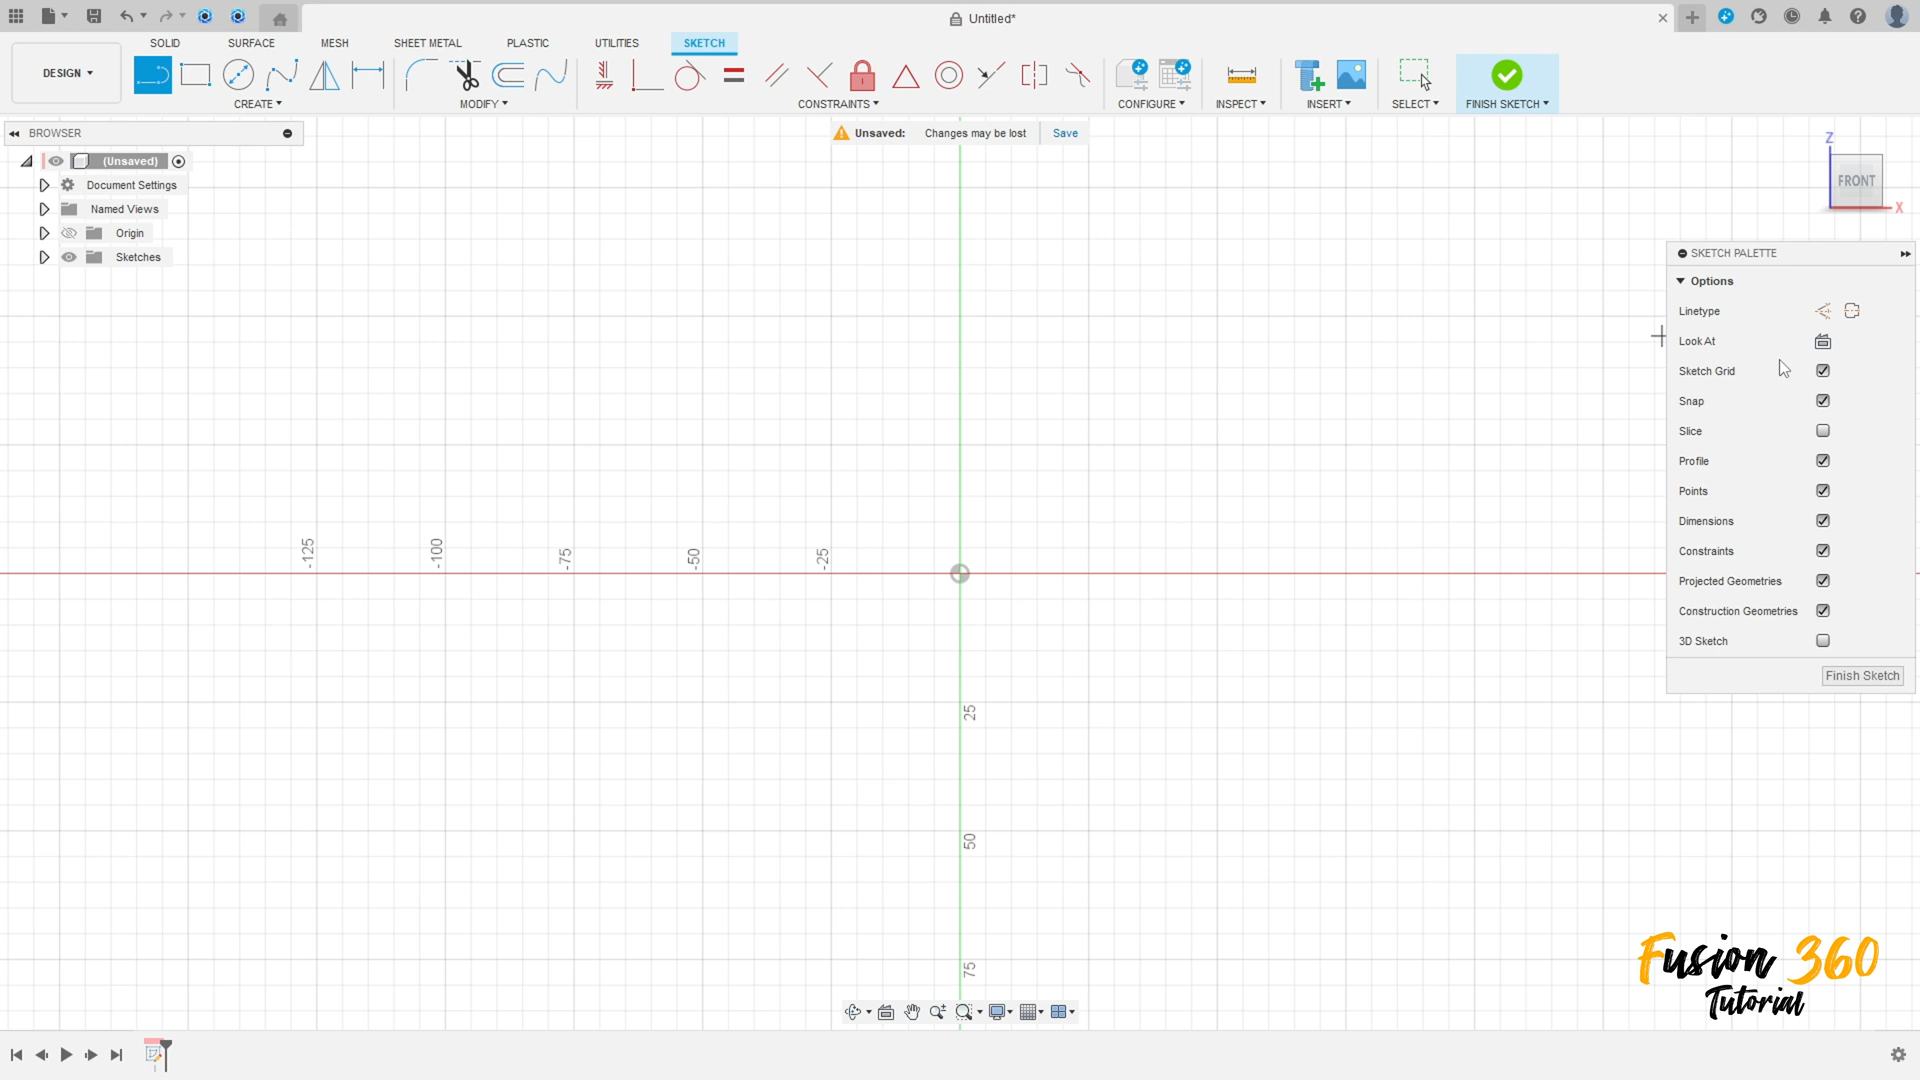 Untitled*
SOLID SURFACE MESH SHEET METAL PLASTIC UTILITIES SKETCH
DESIGN
CREATE MODIFY CONSTRAINTS CONFIGURE INSPECT INSERT SELECT FINISH SKETCH
BROWSER
Unsaved: Changes may be lost Save
(Unsaved)
Document Settings
Named Views
Origin
Sketches
Z
FRONT
X
SKETCH PALETTE
Options
Linetype
Look At
Sketch Grid
Snap
Slice
Profile
Points
Dimensions
Constraints
Projected Geometries
Construction Geometries
3D Sketch
Finish Sketch
-125 -100 -75 -50 -25
25
50
75
Fusion 360
Tutorial